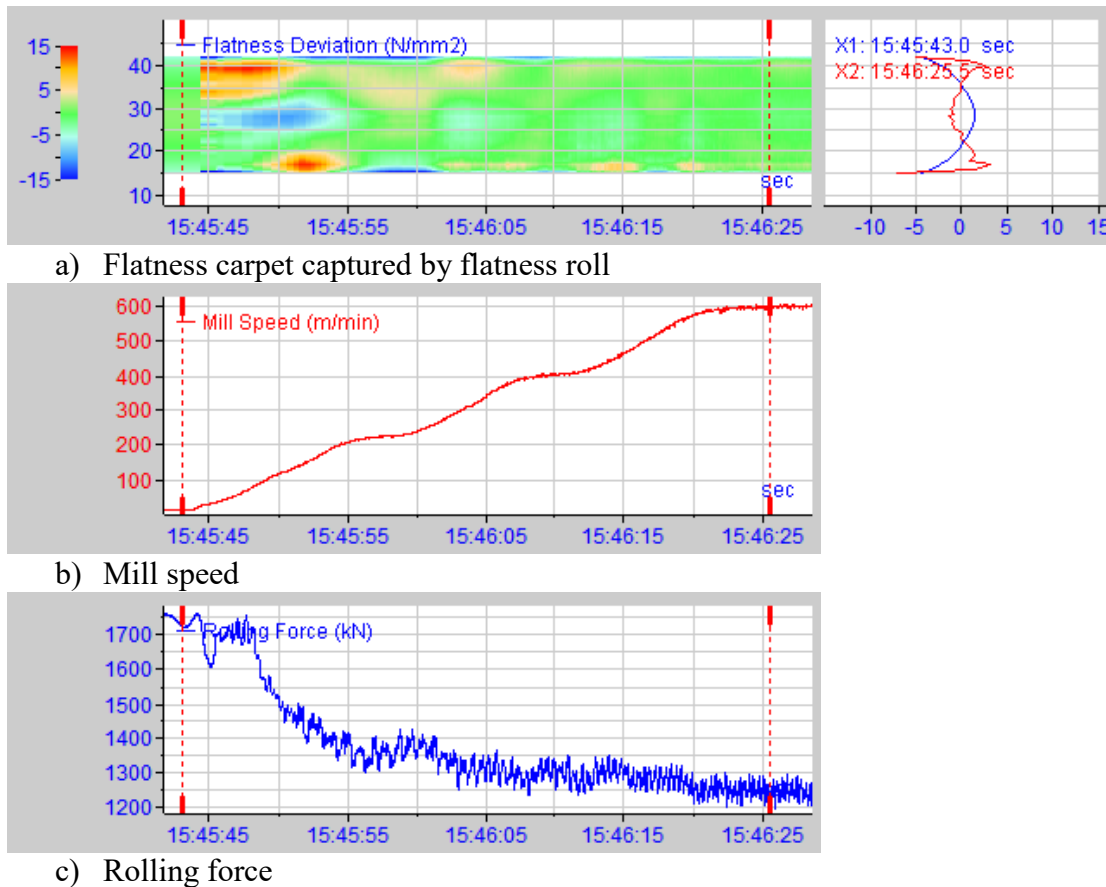 15
5
-5
-15
40
30
20
10
Flatness Deviation (N/mm2)
sec
15:45:45 15:45:55 15:46:05 15:46:15 15:46:25
X1: 15:45:43.0 sec
X2: 15:46:25.5 sec
-10 -5 0 5 10 15
a) Flatness carpet captured by flatness roll
600
500
400
300
200
100
Mill Speed (m/min)
sec
15:45:45 15:45:55 15:46:05 15:46:15 15:46:25
b) Mill speed
1700
1600
1500
1400
1300
1200
Rolling Force (kN)
15:45:45 15:45:55 15:46:05 15:46:15 15:46:25
c) Rolling force